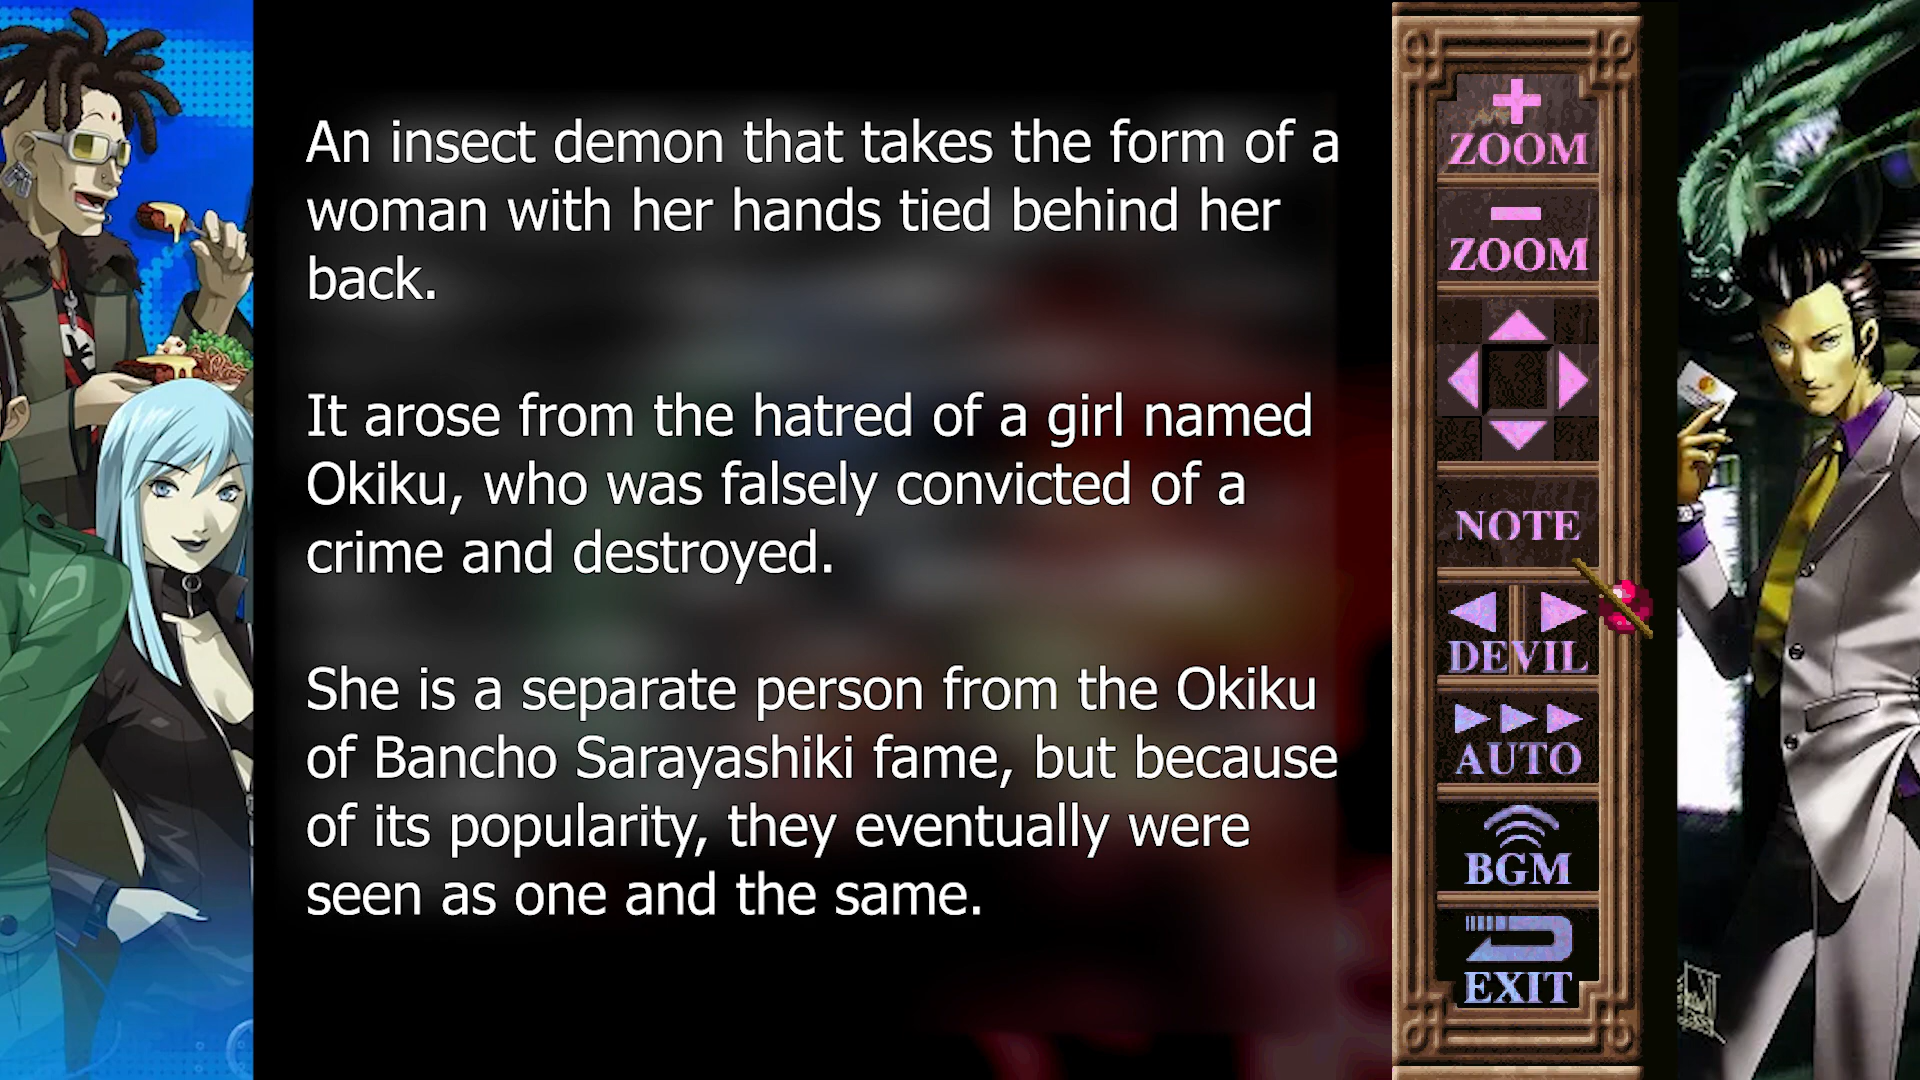 An insect demon that takes the form of a
woman with her hands tied behind her
back.
It arose from the hatred of a girl named
Okiku, who was falsely convicted of a
crime and destroyed.
She is a separate person from the Okiku
of Bancho Sarayashiki fame, but because
of its popularity, they eventually were
seen as one and the same.
ZOOM
ZOOM
NOTE
DEVIL
AUTO
BGM
EXIT